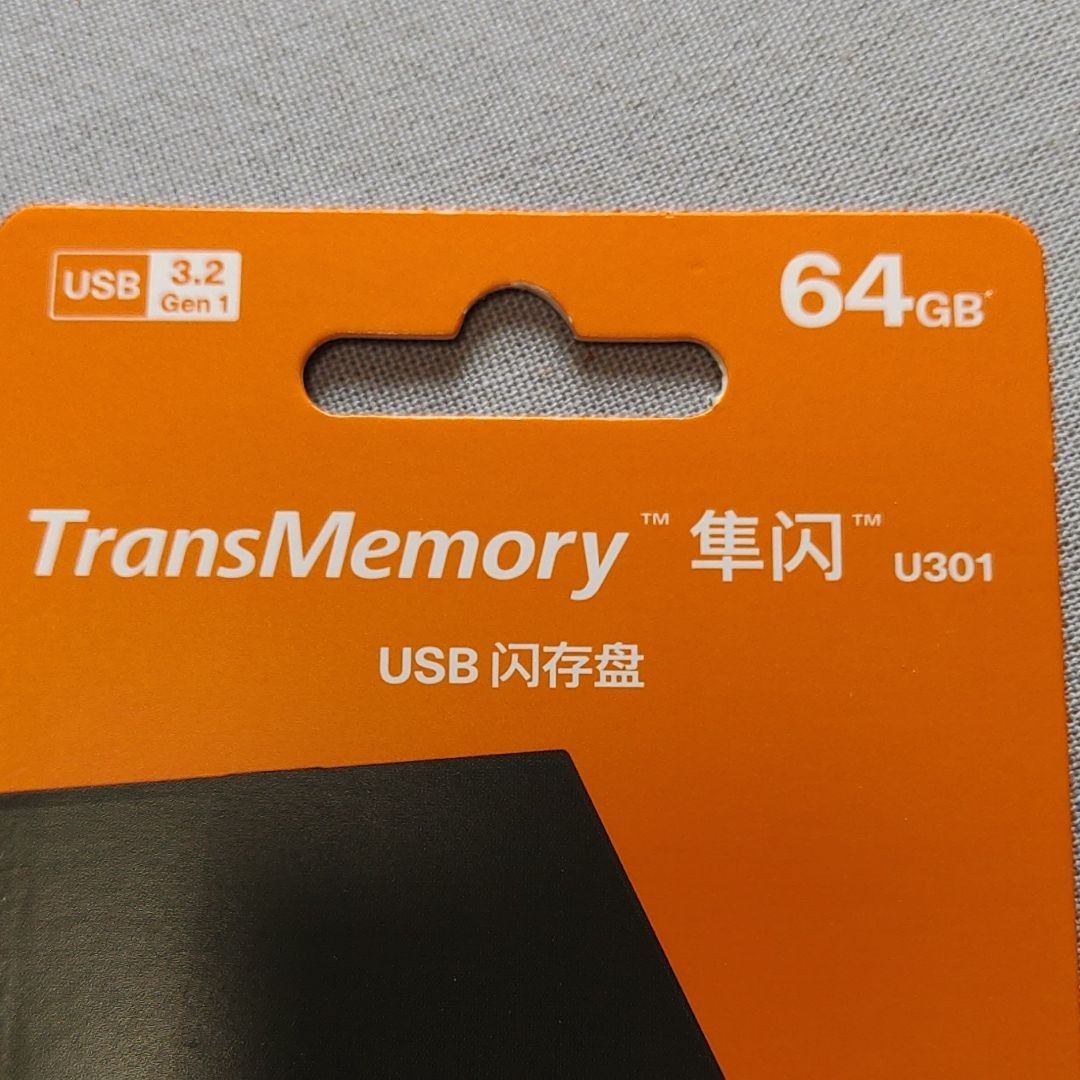 USB 3.2 Gen 1
64GB*
TransMemory™ 隼闪™ U301
USB 闪存盘